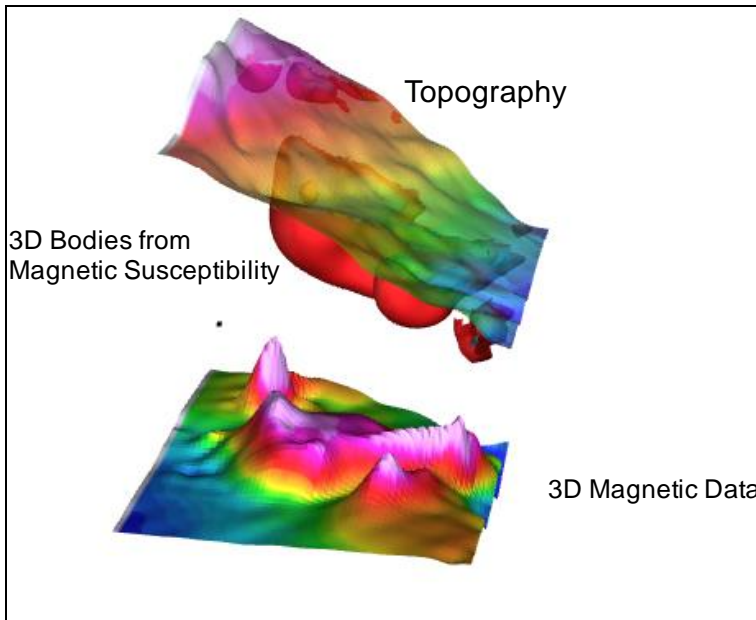 Topography
3D Bodies from
Magnetic Susceptibility
3D Magnetic Data